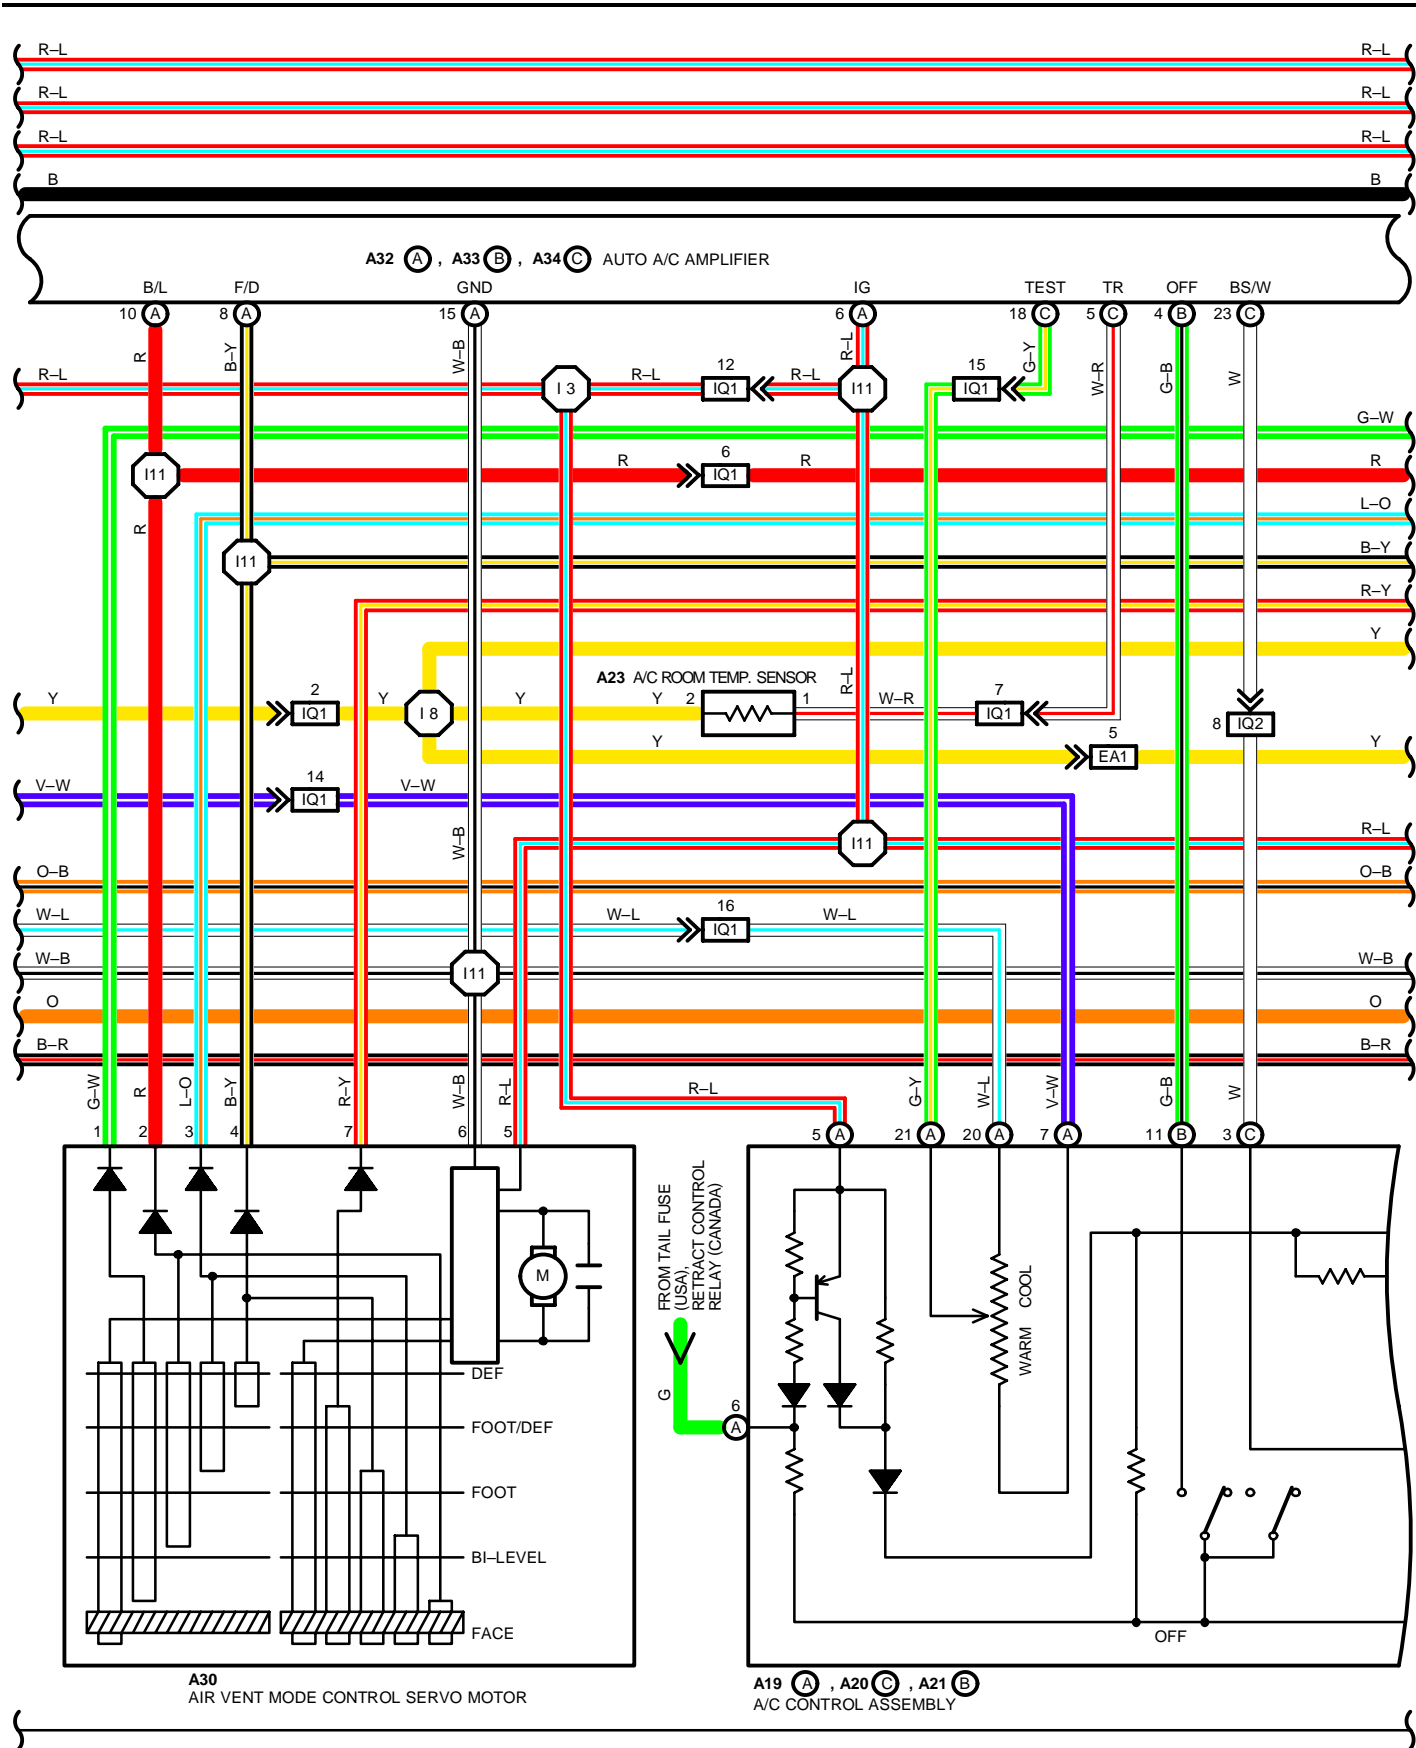 R–L R–L
R–L R–L
R–L R–L
B B
A32 A , A33 B , A34 C AUTO A/C AMPLIFIER
B/L F/D GND IG TEST TR OFF BS/W
10 A 8 A 15 A 6 A 18 C 5 C 4 B 23 C
R B–Y W–B R–L G–Y W–R G–B W
R–L I 3 R–L 12 IQ1 R–L I11 15 IQ1
G–W
I11 R 6 IQ1 R R
R L–O
I11 B–Y
R–Y
Y
A23 A/C ROOM TEMP. SENSOR
R–L
Y 2 IQ1 Y I 8 Y Y 2 1 W–R 7 IQ1 8 IQ2
Y 5 EA1 Y
V–W 14 IQ1 V–W
W–B I11 R–L
O–B O–B
W–L W–L 16 IQ1 W–L
W–B I11 W–B
O O
B–R B–R
G–W R L–O B–Y R–Y W–B R–L R–L G–Y W–L V–W G–B W
1 2 3 4 7 6 5 5 A 21 A 20 A 7 A 11 B 3 C
FROM TAIL FUSE
(USA),
RETRACT CONTROL
RELAY (CANADA)
M
COOL
WARM
G
6 A
DEF
FOOT/DEF
FOOT
BI–LEVEL
FACE
OFF
A30
AIR VENT MODE CONTROL SERVO MOTOR
A19 A , A20 C , A21 B
A/C CONTROL ASSEMBLY